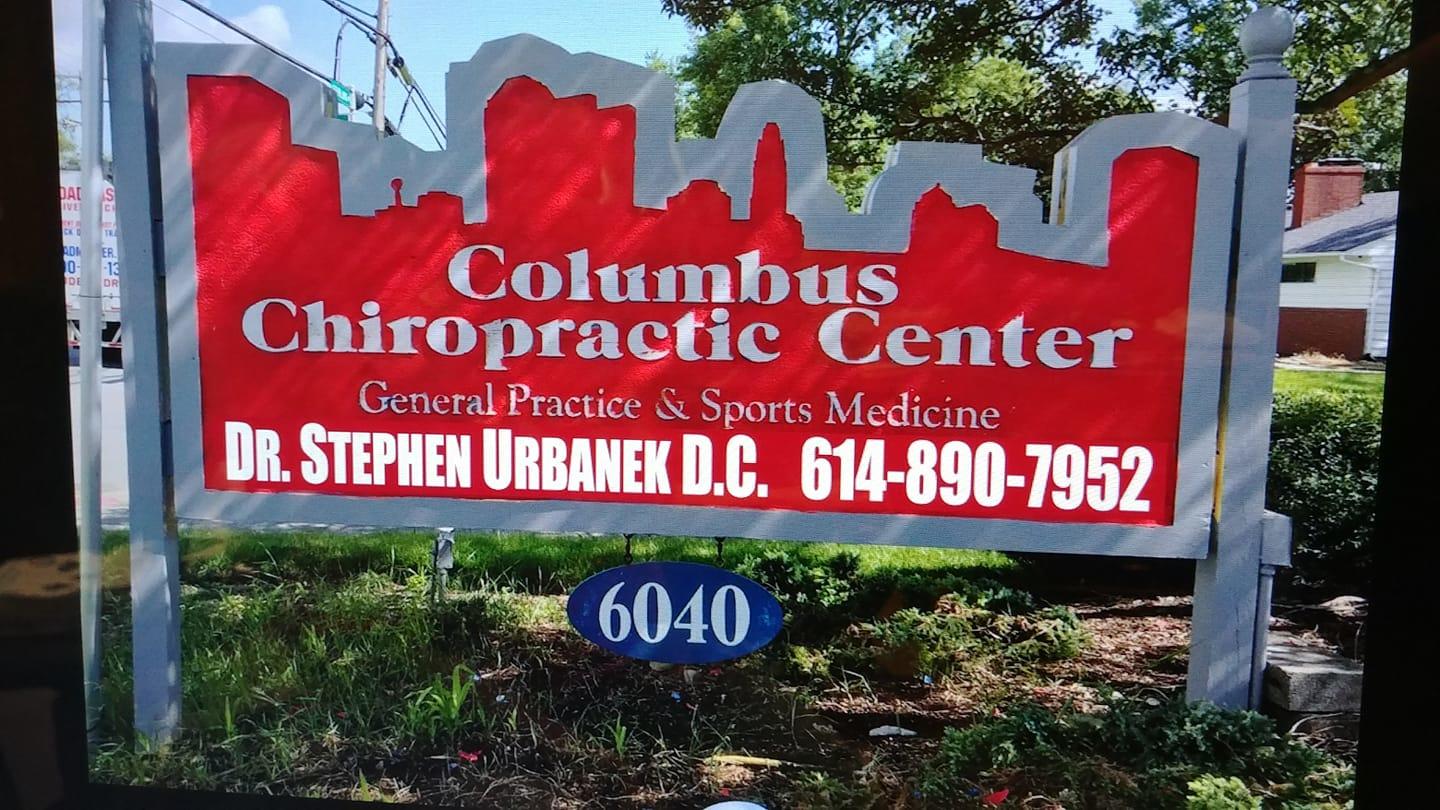 Columbus
Chiropractic Center
General Practice & Sports Medicine
DR. STEPHEN URBANEK D.C. 614-890-7952
6040